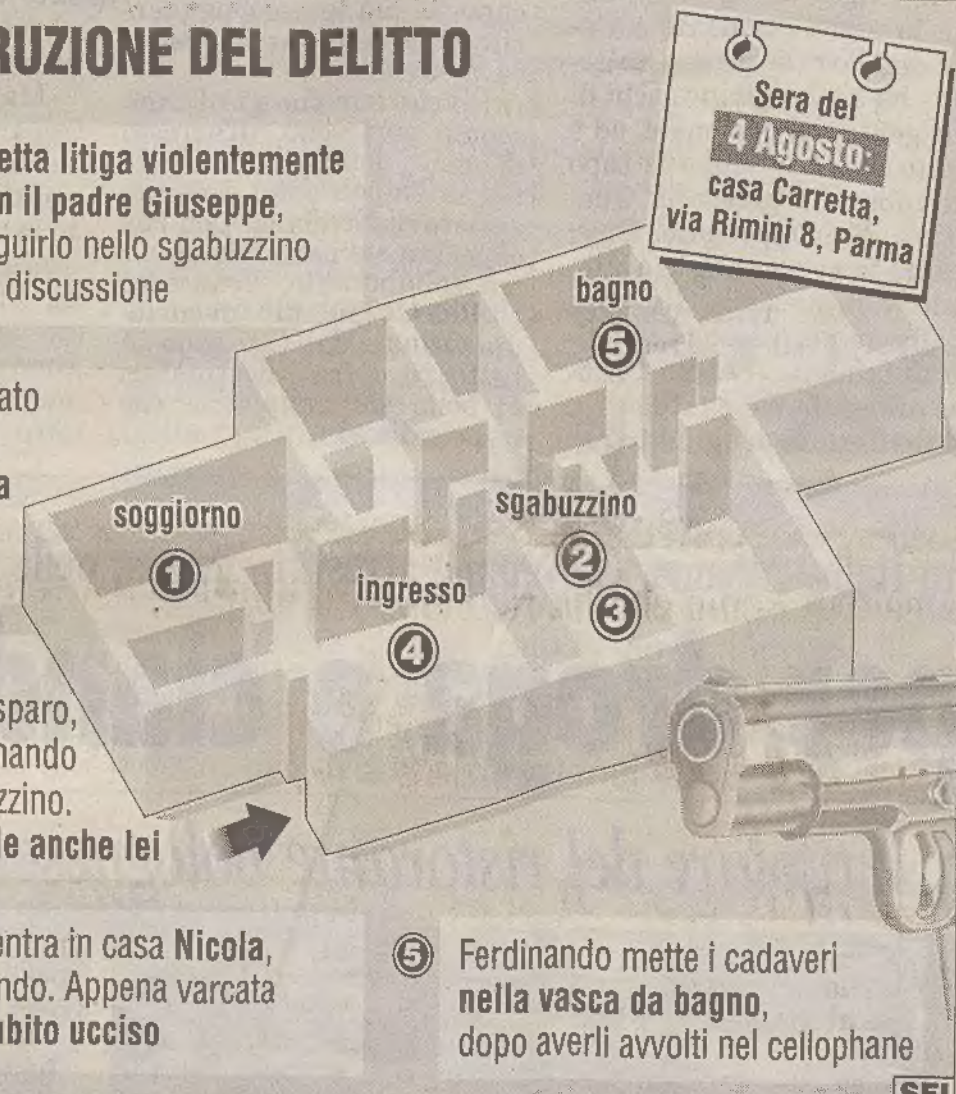 RUZIONE DEL DELITTO
Sera del
4 Agosto:
casa Carretta,
via Rimini 8, Parma
etta litiga violentemente
n il padre Giuseppe,
guirlo nello sgabuzzino
discussione
ato
a
sparo,
nando
zzino.
le anche lei
bagno
5
soggiorno
1
sgabuzzino
2
3
ingresso
4
entra in casa Nicola,
ndo. Appena varcata
ubito ucciso
5 Ferdinando mette i cadaveri
nella vasca da bagno,
dopo averli avvolti nel cellophane
SEI